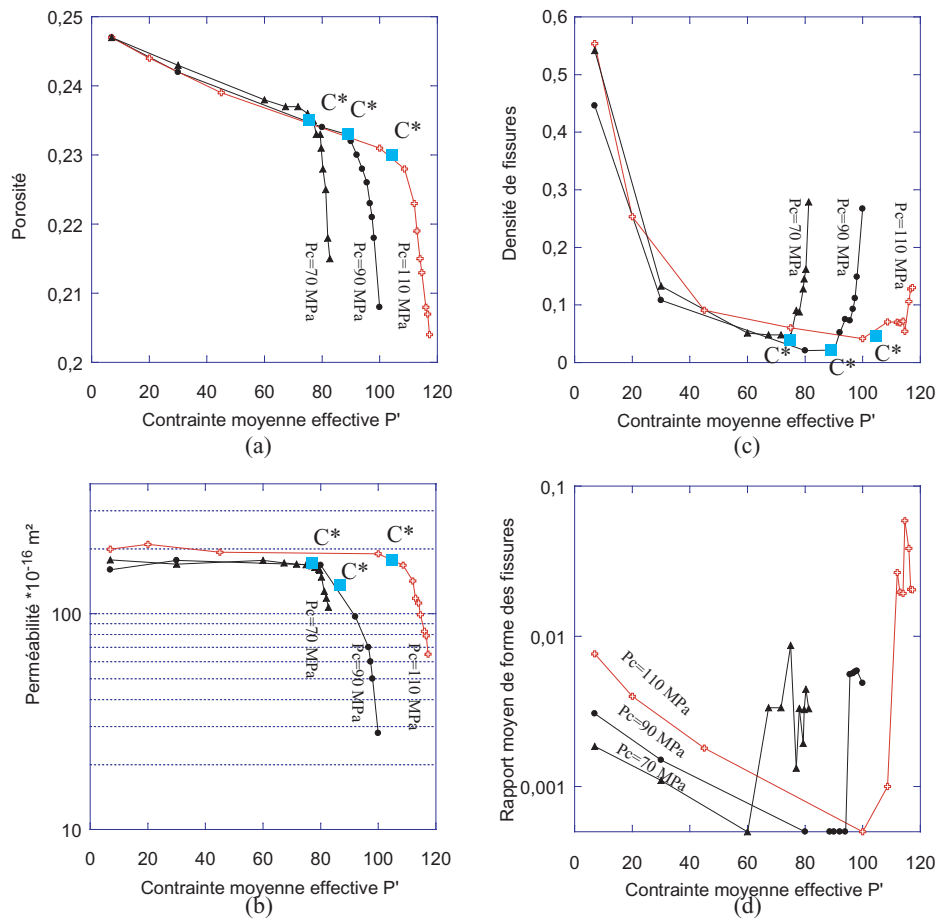 0,25
0,24
0,23
0,22
0,21
0,2
Porosité
C*
C*
C*
Pc=70 MPa
Pc=90 MPa
Pc=110 MPa
0 20 40 60 80 100 120
Contrainte moyenne effective P'
(a)
0,6
0,5
0,4
0,3
0,2
0,1
0
Densité de fissures
Pc=70 MPa
Pc=90 MPa
Pc=110 MPa
C*
C*
C*
0 20 40 60 80 100 120
Contrainte moyenne effective P'
(c)
100
10
Perméabilité *10⁻¹⁶ m²
C*
C*
C*
Pc=70 MPa
Pc=90 MPa
Pc=110 MPa
0 20 40 60 80 100 120
Contrainte moyenne effective P'
(b)
0,1
0,01
0,001
Rapport moyen de forme des fissures
Pc=110 MPa
Pc=90 MPa
Pc=70 MPa
0 20 40 60 80 100 120
Contrainte moyenne effective P'
(d)